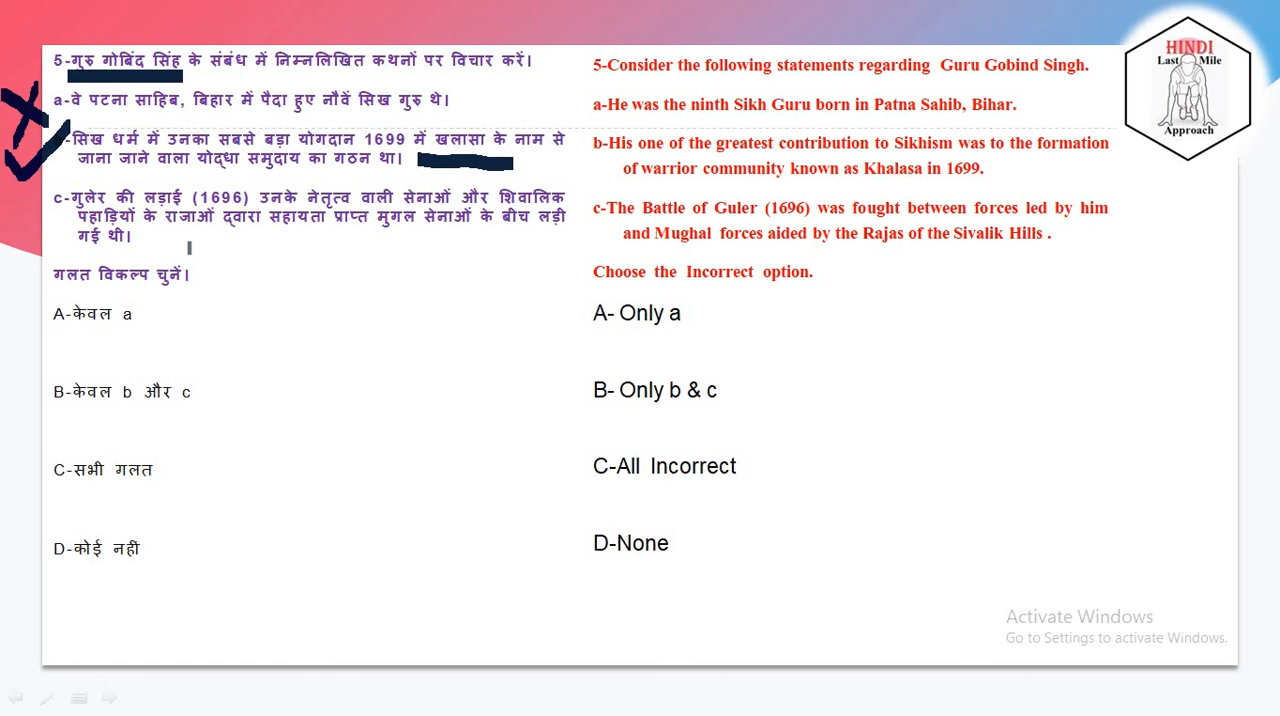 5-गुरु गोबिंद सिंह के संबंध में निम्नलिखित कथनों पर विचार करें।
a-वे पटना साहिब, बिहार में पैदा हुए नौवें सिख गुरु थे।
सिख धर्म में उनका सबसे बड़ा योगदान 1699 में खलासा के नाम से
जाना जाने वाला योद्धा समुदाय का गठन था।
c-गुलेर की लड़ाई (1696) उनके नेतृत्व वाली सेनाओं और शिवालिक
पहाड़ियों के राजाओं द्वारा सहायता प्राप्त मुगल सेनाओं के बीच लड़ी
गई थी।
गलत विकल्प चुनें।
A-केवल a
B-केवल b और c
C-सभी गलत
D-कोई नहीं
5-Consider the following statements regarding Guru Gobind Singh.
a-He was the ninth Sikh Guru born in Patna Sahib, Bihar.
b-His one of the greatest contribution to Sikhism was to the formation
of warrior community known as Khalasa in 1699.
c-The Battle of Guler (1696) was fought between forces led by him
and Mughal forces aided by the Rajas of the Sivalik Hills .
Choose the Incorrect option.
A- Only a
B- Only b & c
C-All Incorrect
D-None
HINDI
Last Mile
Approach
Activate Windows
Go to Settings to activate Windows.